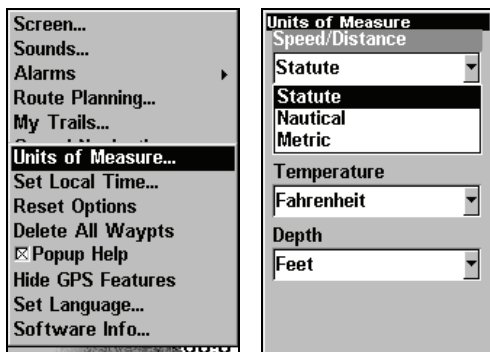 Screen...
Sounds...
Alarms
Route Planning...
My Trails...
Units of Measure...
Set Local Time...
Reset Options
Delete All Waypts
Popup Help
Hide GPS Features
Set Language...
Software Info...
Units of Measure
Speed/Distance
Statute
Statute
Nautical
Metric
Temperature
Fahrenheit
Depth
Feet